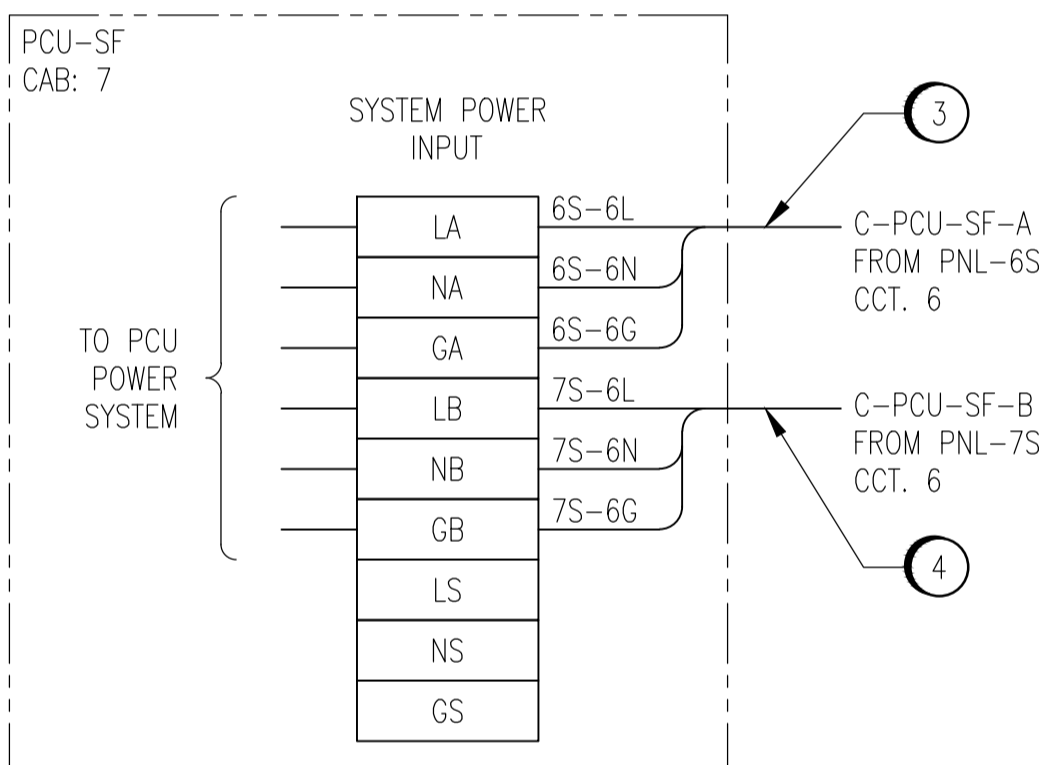 PCU-SF
CAB: 7
SYSTEM POWER
INPUT
3
LA
6S-6L
C-PCU-SF-A
FROM PNL-6S
CCT. 6
NA
6S-6N
GA
6S-6G
TO PCU
POWER
SYSTEM
LB
7S-6L
C-PCU-SF-B
FROM PNL-7S
CCT. 6
NB
7S-6N
GB
7S-6G
4
LS
NS
GS